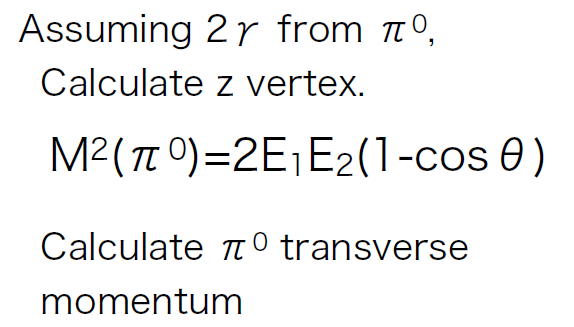 Assuming 2γ from π⁰,
Calculate z vertex.
M²(π⁰)=2E₁E₂(1-cosθ)
Calculate π⁰ transverse
momentum